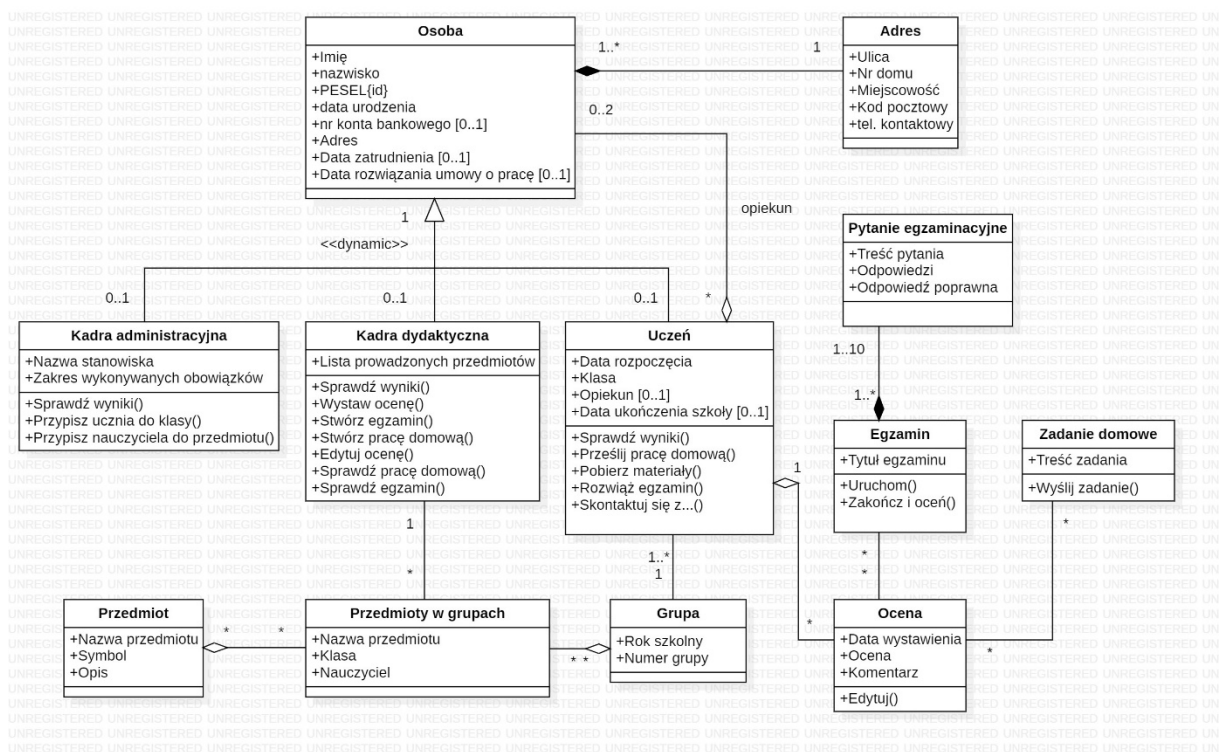 Osoba
+Imię
+nazwisko
+PESEL{id}
+data urodzenia
+nr konta bankowego [0..1]
+Adres
+Data zatrudnienia [0..1]
+Data rozwiązania umowy o pracę [0..1]
1..*
1
Adres
+Ulica
+Nr domu
+Miejscowość
+Kod pocztowy
+tel. kontaktowy
0..2
opiekun
*
1
<<dynamic>>
0..1
0..1
0..1
Pytanie egzaminacyjne
+Treść pytania
+Odpowiedzi
+Odpowiedź poprawna
1..10
1..*
Kadra administracyjna
+Nazwa stanowiska
+Zakres wykonywanych obowiązków
+Sprawdź wyniki()
+Przypisz ucznia do klasy()
+Przypisz nauczyciela do przedmiotu()
Kadra dydaktyczna
+Lista prowadzonych przedmiotów
+Sprawdź wyniki()
+Wystaw ocenę()
+Stwórz egzamin()
+Stwórz pracę domową()
+Edytuj ocenę()
+Sprawdź pracę domową()
+Sprawdź egzamin()
Uczeń
+Data rozpoczęcia
+Klasa
+Opiekun [0..1]
+Data ukończenia szkoły [0..1]
+Sprawdź wyniki()
+Prześlij pracę domową()
+Pobierz materiały()
+Rozwiąż egzamin()
+Skontaktuj się z...()
Egzamin
+Tytuł egzaminu
+Uruchom()
+Zakończ i oceń()
Zadanie domowe
+Treść zadania
+Wyślij zadanie()
1
*
1..*
1
1
*
*
*
*
*
Przedmiot
+Nazwa przedmiotu
+Symbol
+Opis
*
*
Przedmioty w grupach
+Nazwa przedmiotu
+Klasa
+Nauczyciel
* *
Grupa
+Rok szkolny
+Numer grupy
Ocena
+Data wystawienia
+Ocena
+Komentarz
+Edytuj()
UNREGISTERED UNREGISTERED UNREGISTERED UNREGISTERED